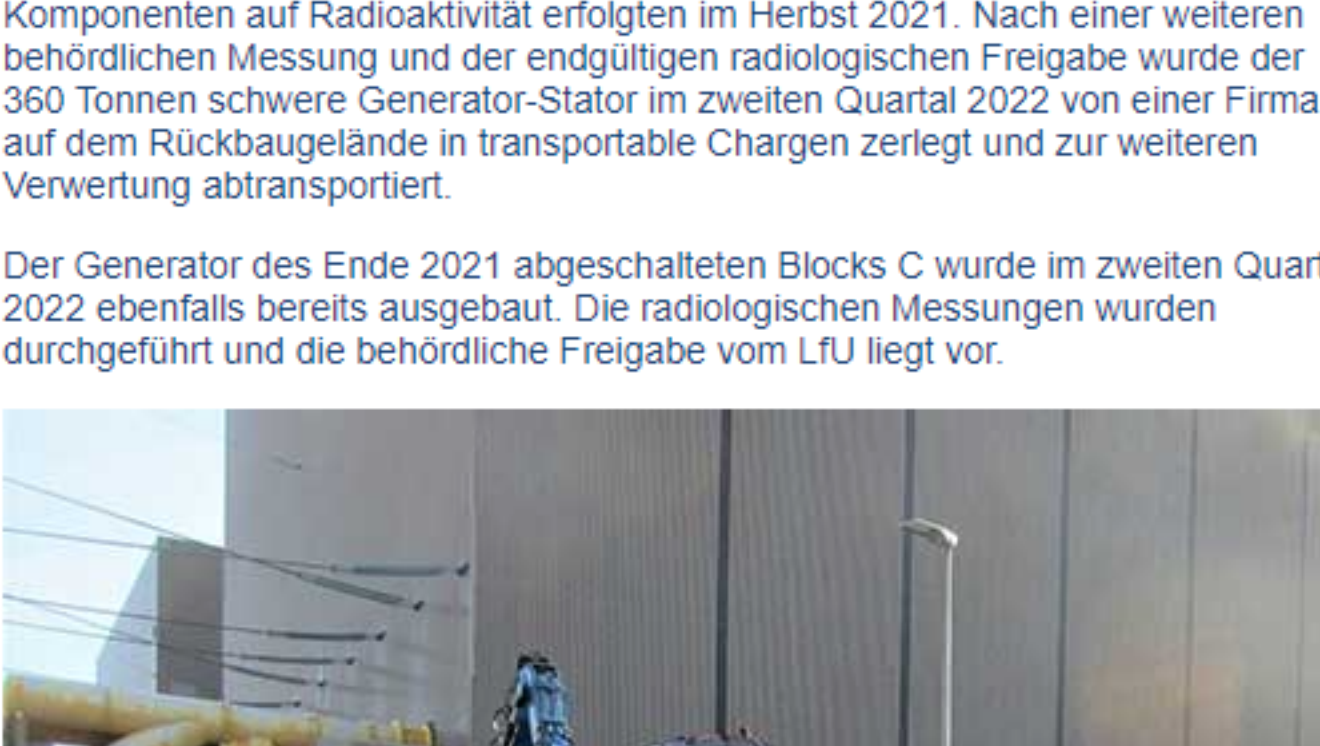 Komponenten auf Radioaktivität erfolgten im Herbst 2021. Nach einer weiteren
behördlichen Messung und der endgültigen radiologischen Freigabe wurde der
360 Tonnen schwere Generator-Stator im zweiten Quartal 2022 von einer Firma
auf dem Rückbaugelände in transportable Chargen zerlegt und zur weiteren
Verwertung abtransportiert.
Der Generator des Ende 2021 abgeschalteten Blocks C wurde im zweiten Quart
2022 ebenfalls bereits ausgebaut. Die radiologischen Messungen wurden
durchgeführt und die behördliche Freigabe vom LfU liegt vor.